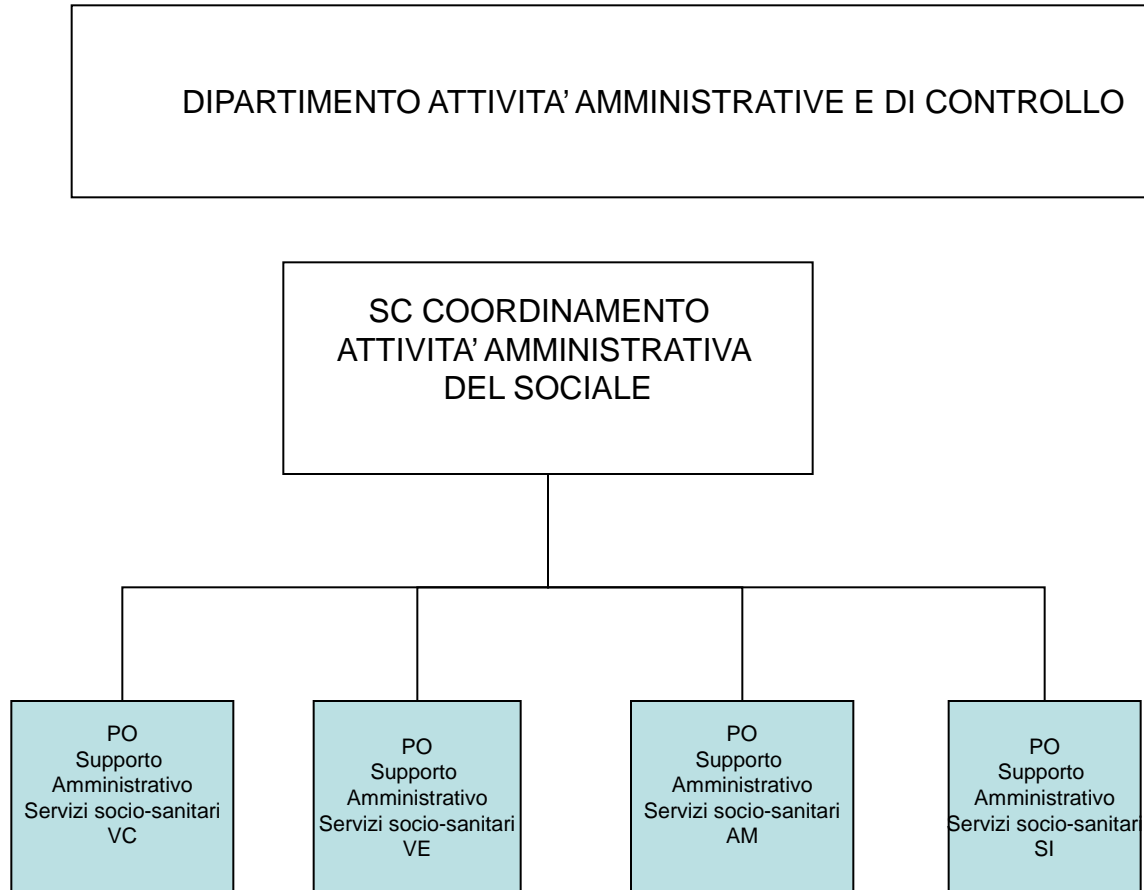 DIPARTIMENTO ATTIVITA’ AMMINISTRATIVE E DI CONTROLLO
SC COORDINAMENTO
ATTIVITA’ AMMINISTRATIVA
DEL SOCIALE
PO
Supporto
Amministrativo
Servizi socio-sanitari
VC
PO
Supporto
Amministrativo
Servizi socio-sanitari
VE
PO
Supporto
Amministrativo
Servizi socio-sanitari
AM
PO
Supporto
Amministrativo
Servizi socio-sanitari
SI